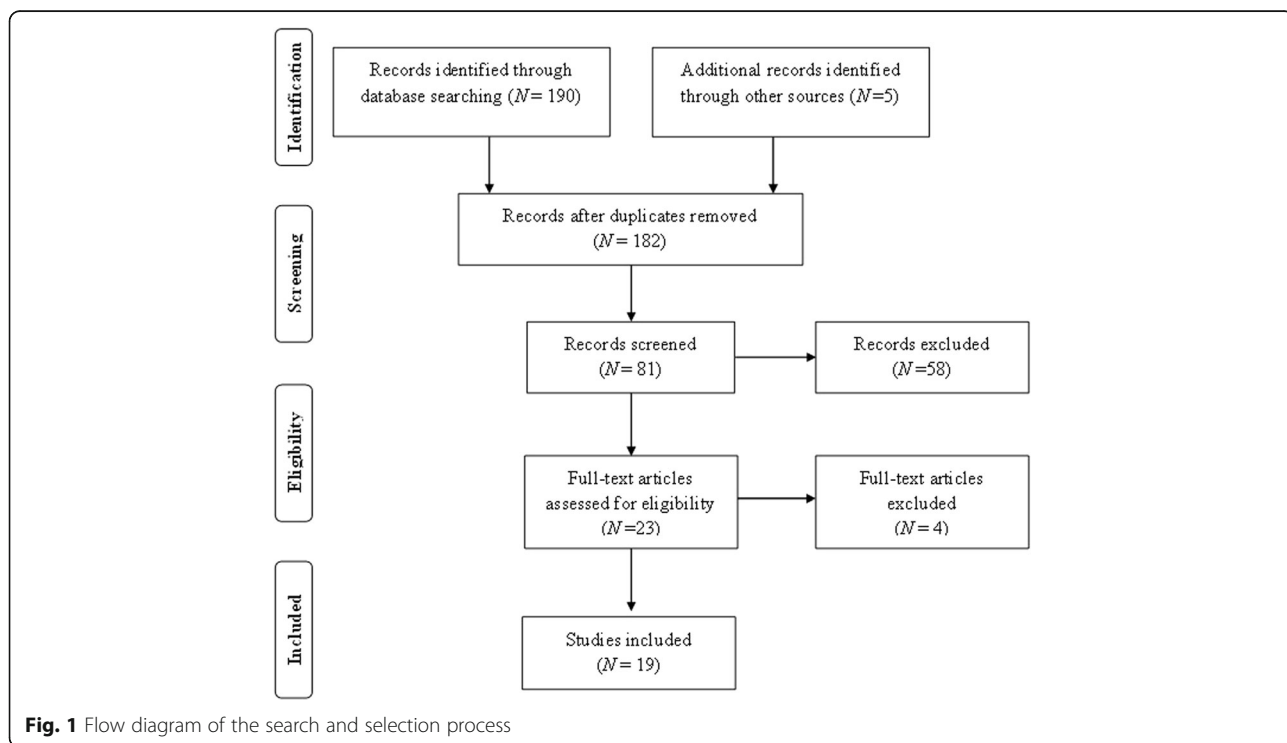 Identification
Records identified through
database searching (N= 190)
Additional records identified
through other sources (N=5)
Screening
Records after duplicates removed
(N= 182)
Records screened
(N= 81)
Records excluded
(N=58)
Eligibility
Full-text articles
assessed for eligibility
(N=23)
Full-text articles
excluded
(N= 4)
Included
Studies included
(N= 19)
Fig. 1 Flow diagram of the search and selection process